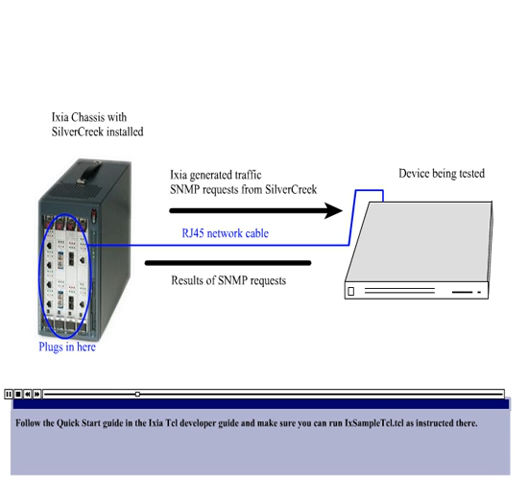 Ixia Chassis with
SilverCreek installed
Ixia generated traffic
SNMP requests from SilverCreek
Device being tested
RJ45 network cable
Results of SNMP requests
Plugs in here
Follow the Quick Start guide in the Ixia Tcl developer guide and make sure you can run IxSampleTcl.tcl as instructed there.